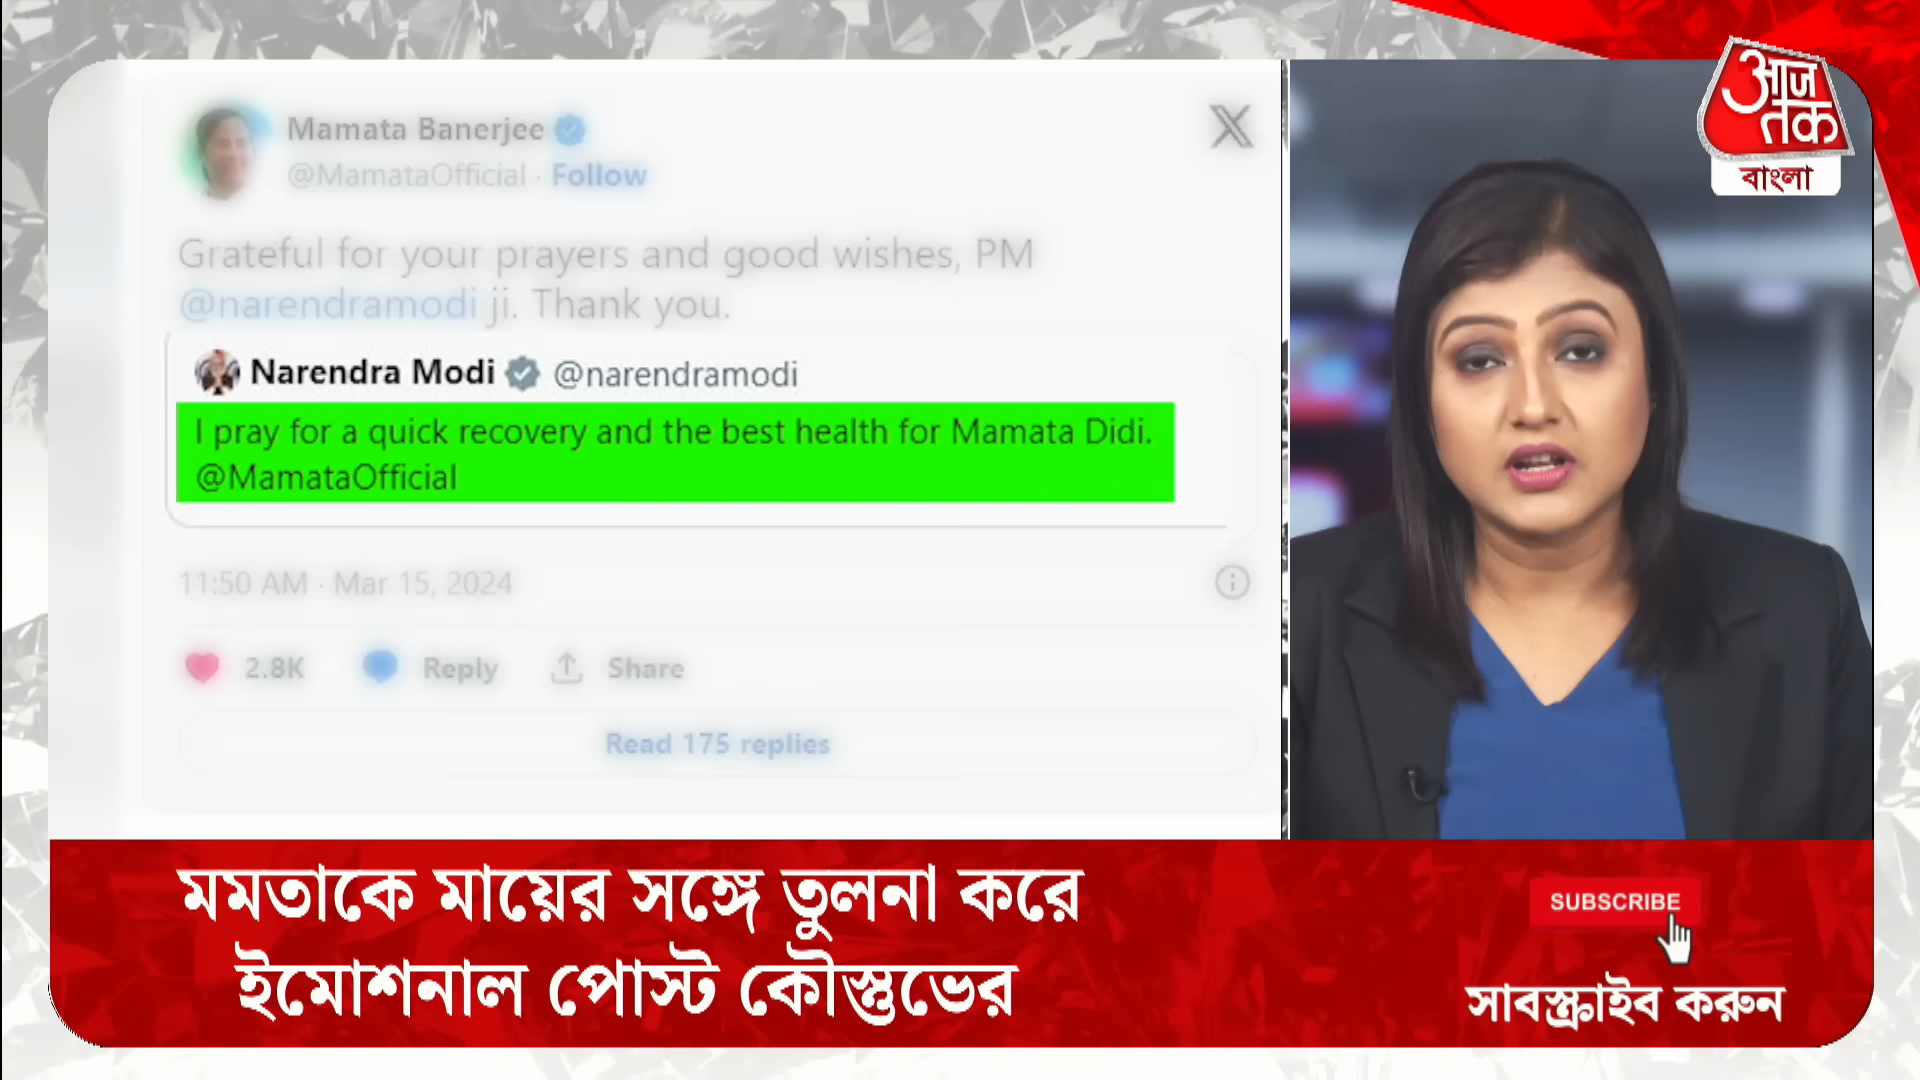 Mamata Banerjee
@MamataOfficial · Follow
Grateful for your prayers and good wishes, PM
@narendramodi ji. Thank you.
Narendra Modi @narendramodi
I pray for a quick recovery and the best health for Mamata Didi.
@MamataOfficial
11:50 AM · Mar 15, 2024
2.8K Reply Share
Read 175 replies
आज
तक
বাংলা
মমতাকে মায়ের সঙ্গে তুলনা করে
ইমোশনাল পোস্ট কৌস্তুভের
SUBSCRIBE
সাবস্ক্রাইব করুন